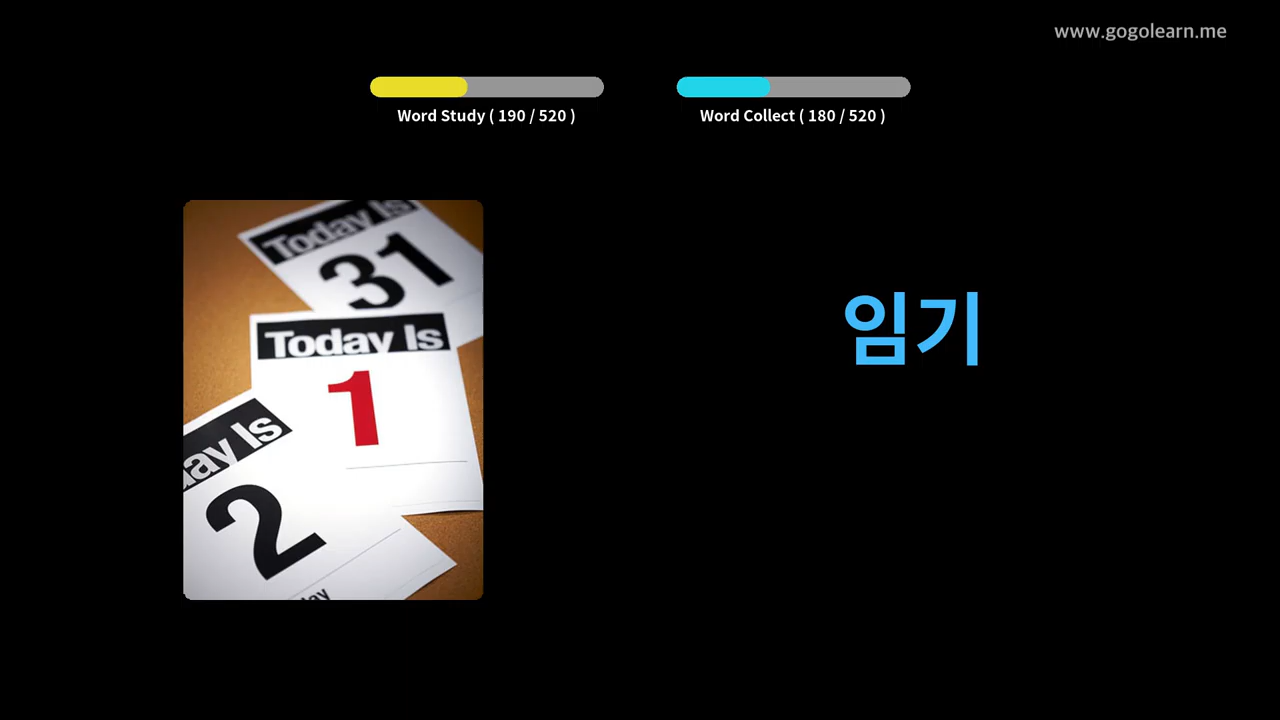 www.gogolearn.me
Word Study ( 190 / 520 )
Word Collect ( 180 / 520 )
Today Is
31
Today Is
1
ay Is
2
임기